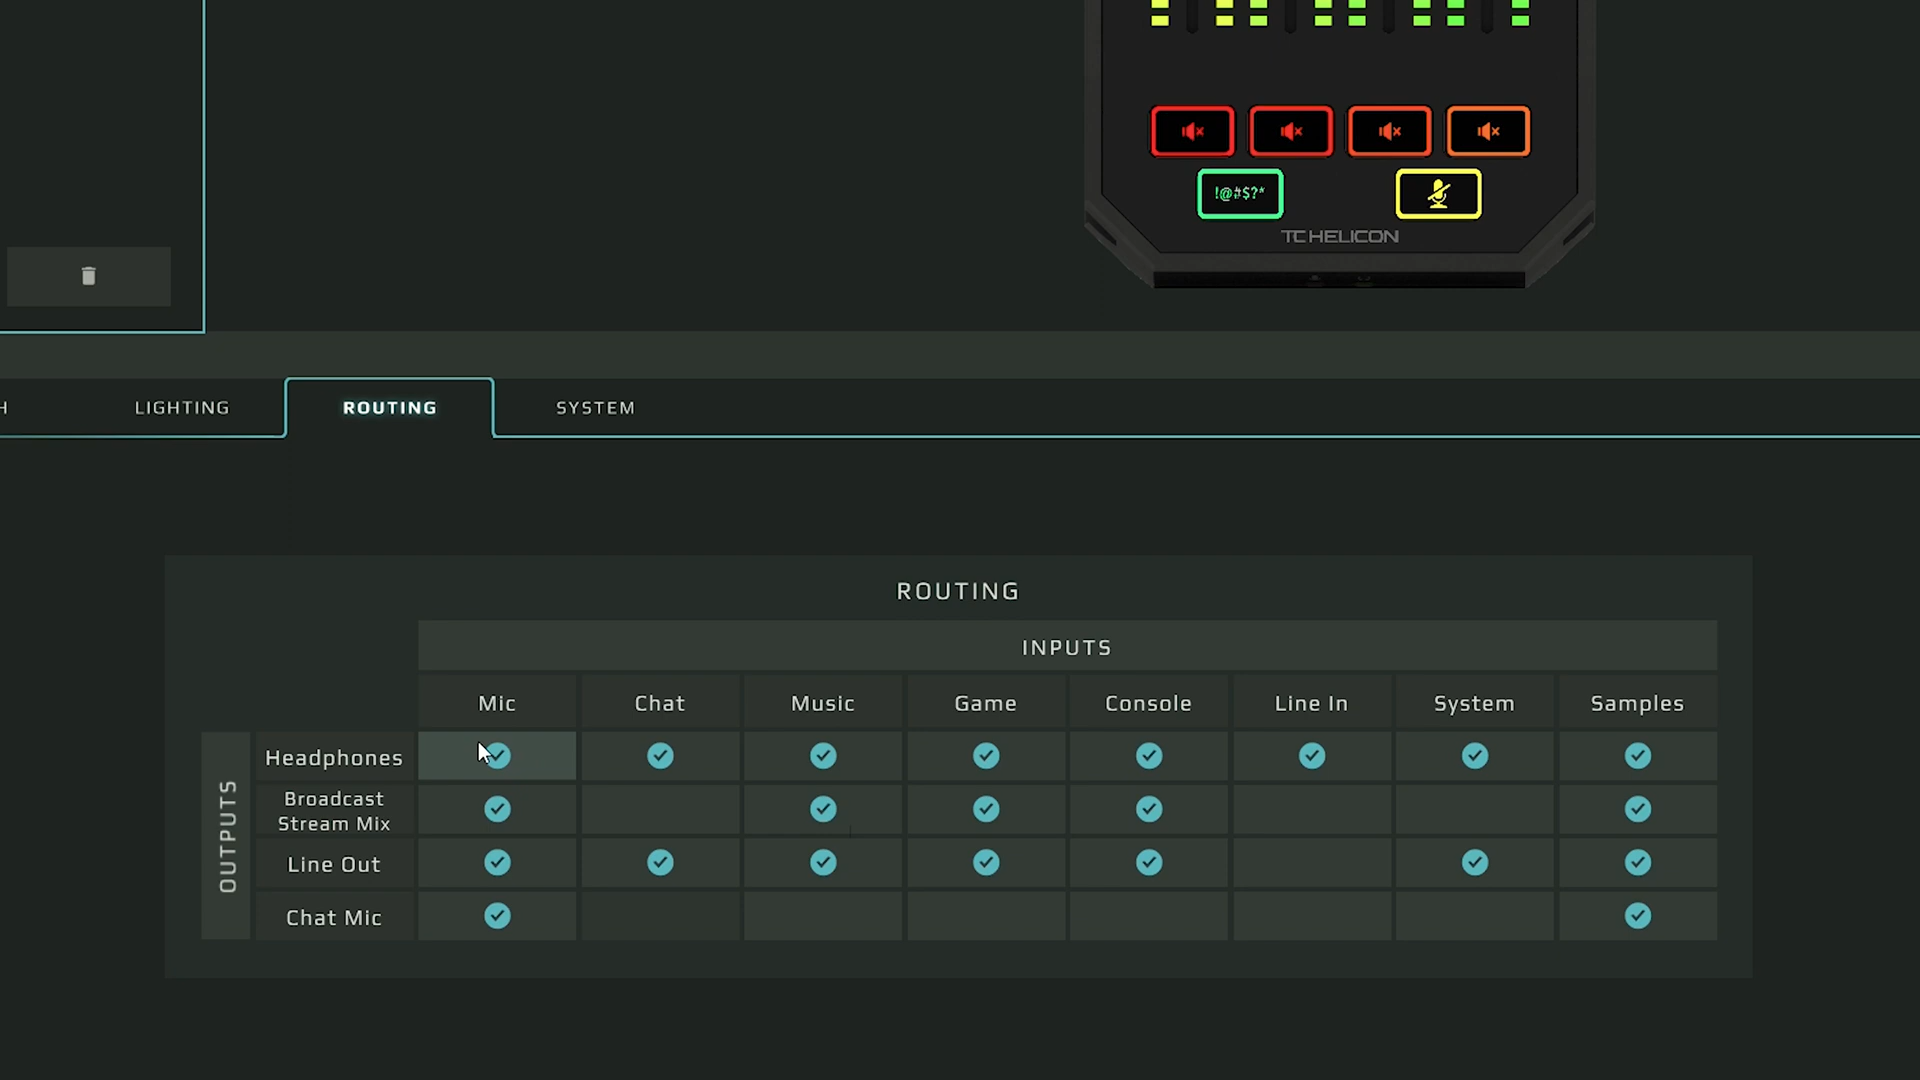 !@#$?*
TC HELICON
H
LIGHTING
ROUTING
SYSTEM
ROUTING
INPUTS
Mic
Chat
Music
Game
Console
Line In
System
Samples
OUTPUTS
Headphones
Broadcast
Stream Mix
Line Out
Chat Mic